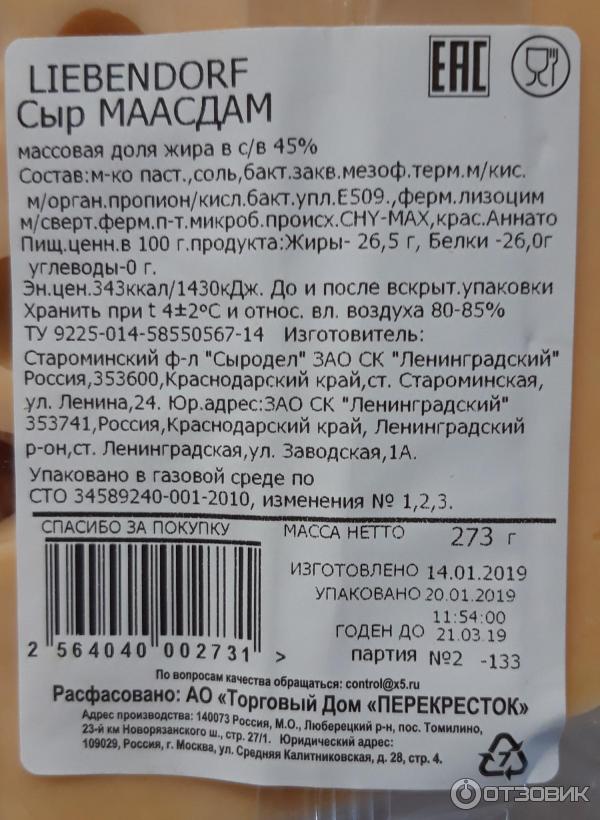 LIEBENDORF
EAC
Сыр МААСДАМ
массовая доля жира в с/в 45%
Состав:м-ко паст.,соль,бакт.закв.мезоф.терм.м/кис.
м/орган.пропион/кисл.бакт.упл.Е509.,ферм.лизоцим
м/сверт.ферм.п-т.микроб.происх.CHY-MAX,крас.Аннато
Пищ.ценн.в 100 г.продукта:Жиры- 26,5 г, Белки -26,0г
углеводы-0 г.
Эн.цен.343ккал/1430кДж. До и после вскрыт.упаковки
Хранить при t 4±2ºС и относ. вл. воздуха 80-85%
ТУ 9225-014-58550567-14 Изготовитель:
Староминский ф-л "Сыродел" ЗАО СК "Ленинградский"
Россия,353600,Краснодарский край,ст. Староминская,
ул. Ленина,24. Юр.адрес:ЗАО СК "Ленинградский"
353741,Россия,Краснодарский край, Ленинградский
р-он,ст. Ленинградская,ул. Заводская,1А.
Упаковано в газовой среде по
СТО 34589240-001-2010, изменения № 1,2,3.
СПАСИБО ЗА ПОКУПКУ
МАССА НЕТТО 273 г
ИЗГОТОВЛЕНО 14.01.2019
УПАКОВАНО 20.01.2019
11:54:00
ГОДЕН ДО 21.03.19
партия №2 -133
2 564040 002731 >
По вопросам качества обращаться: control@x5.ru
Расфасовано: АО «Торговый Дом «ПЕРЕКРЕСТОК»
Адрес производства: 140073 Россия, М.О., Люберецкий р-н, пос. Томилино,
23-й км Новорязанского ш., стр. 27/1. Юридический адрес:
109029, Россия, г. Москва, ул. Средняя Калитниковская, д. 28, стр. 4.
7
ОТЗОВИК